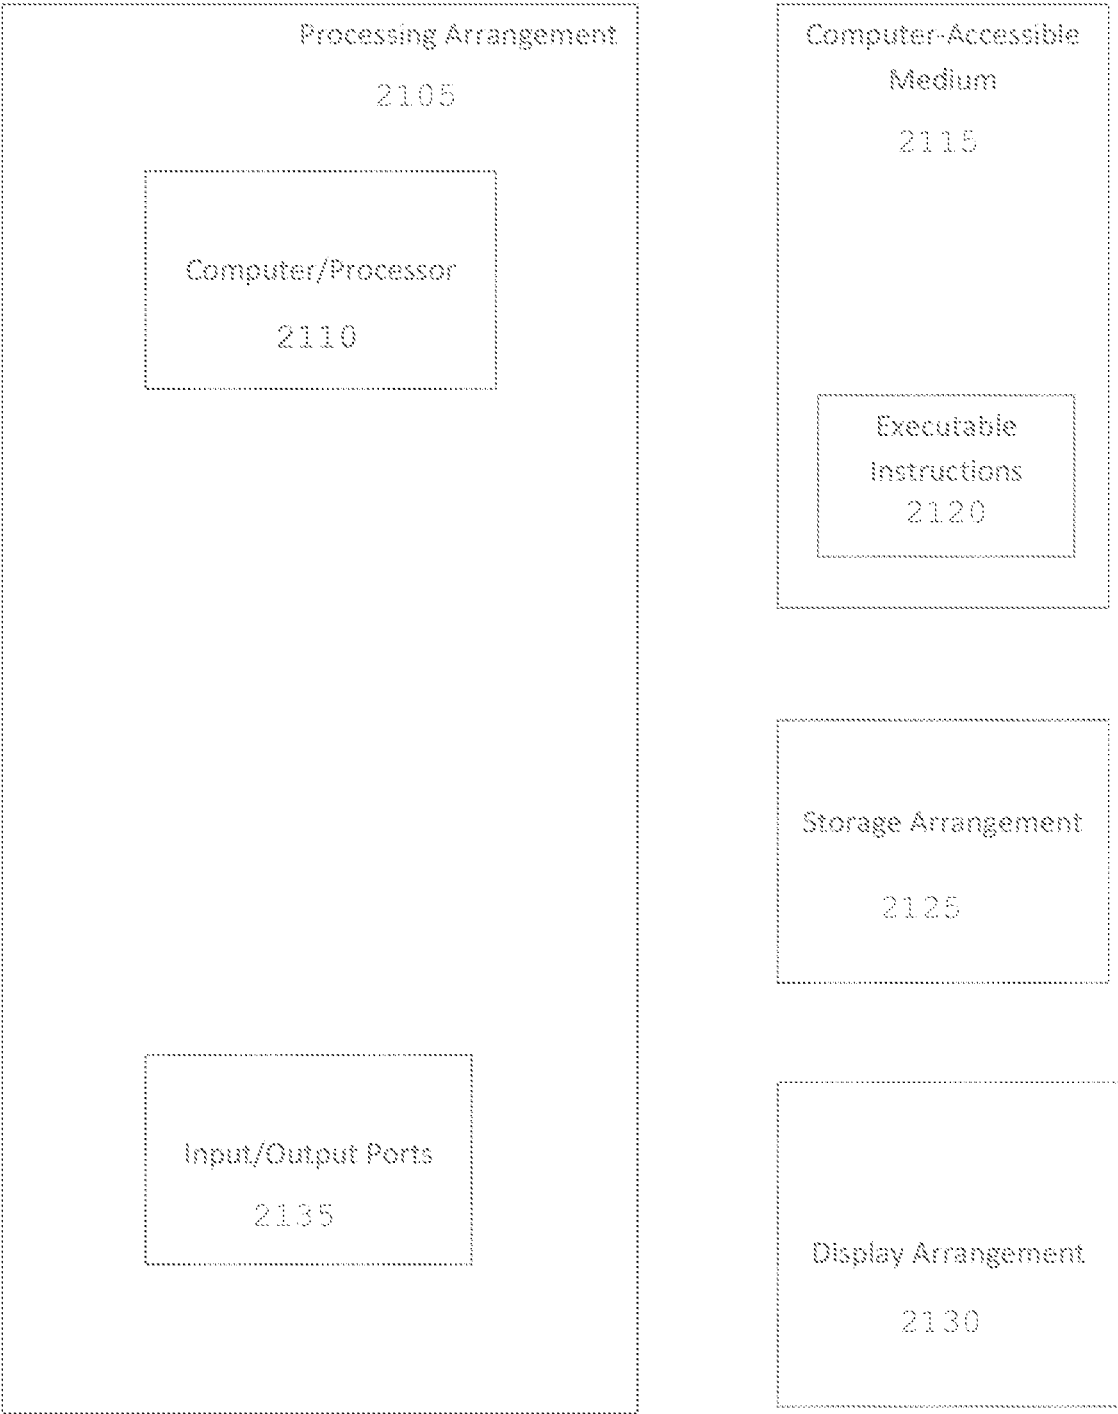 Processing Arrangement
2105
Computer/Processor
2110
Input/Output Ports
2135
Computer-Accessible
Medium
2115
Executable
Instructions
2120
Storage Arrangement
2125
Display Arrangement
2130